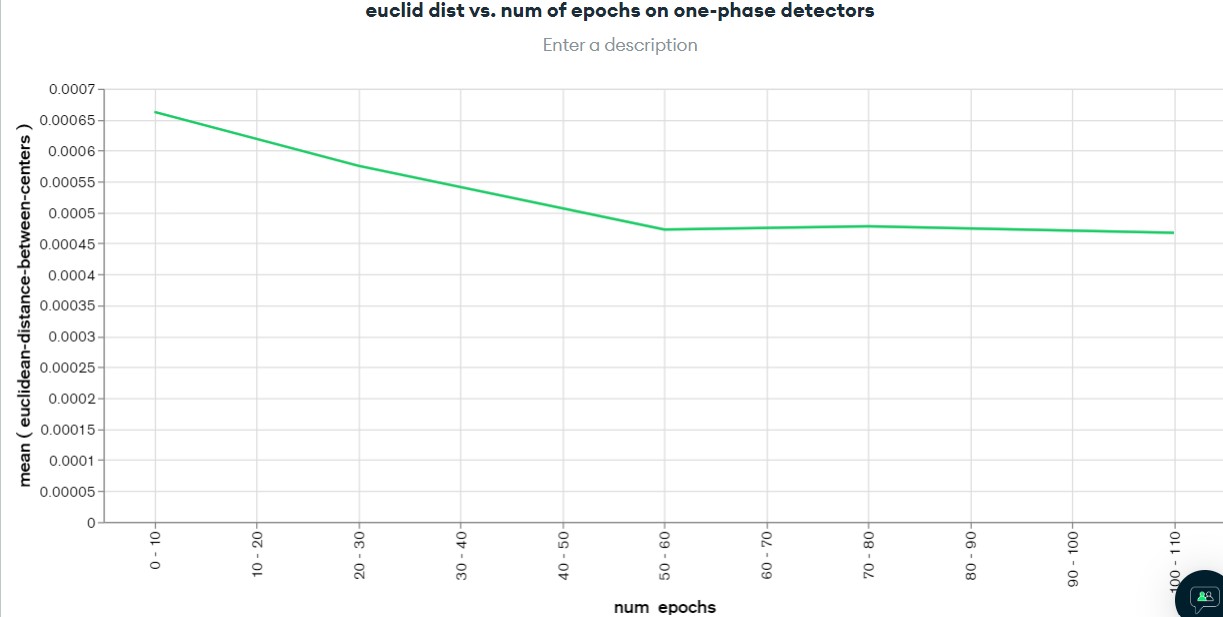 euclid dist vs. num of epochs on one-phase detectors
Enter a description
mean ( euclidean-distance-between-centers )
0.0007
0.00065
0.0006
0.00055
0.0005
0.00045
0.0004
0.00035
0.0003
0.00025
0.0002
0.00015
0.0001
0.00005
0
0 - 10
10 - 20
20 - 30
30 - 40
40 - 50
50 - 60
60 - 70
70 - 80
80 - 90
90 - 100
100 - 110
num epochs